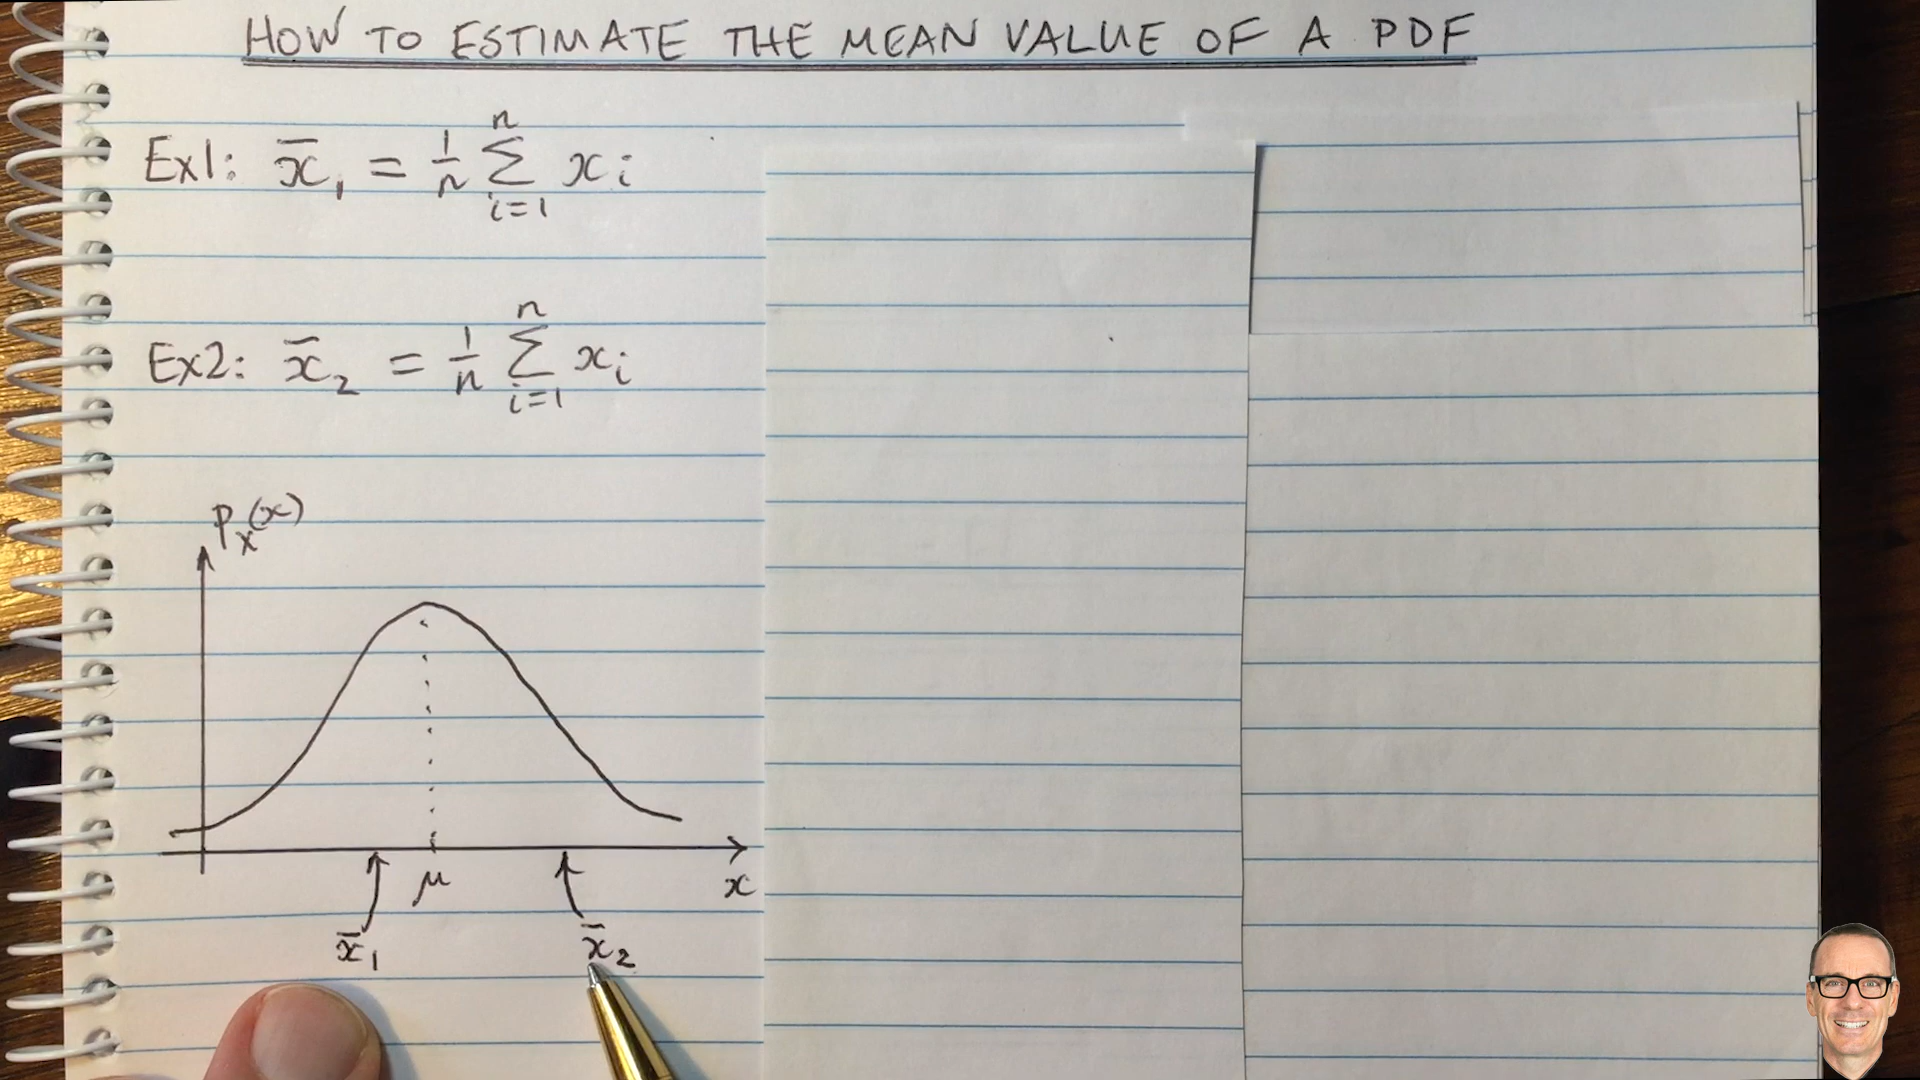 HOW TO ESTIMATE THE MEAN VALUE OF A PDF
Ex1: x̄₁ = 1/n Σ_{i=1}^{n} xᵢ
Ex2: x̄₂ = 1/n Σ_{i=1}^{n} xᵢ
p_X(x)
μ
x
x̄₁
x̄₂